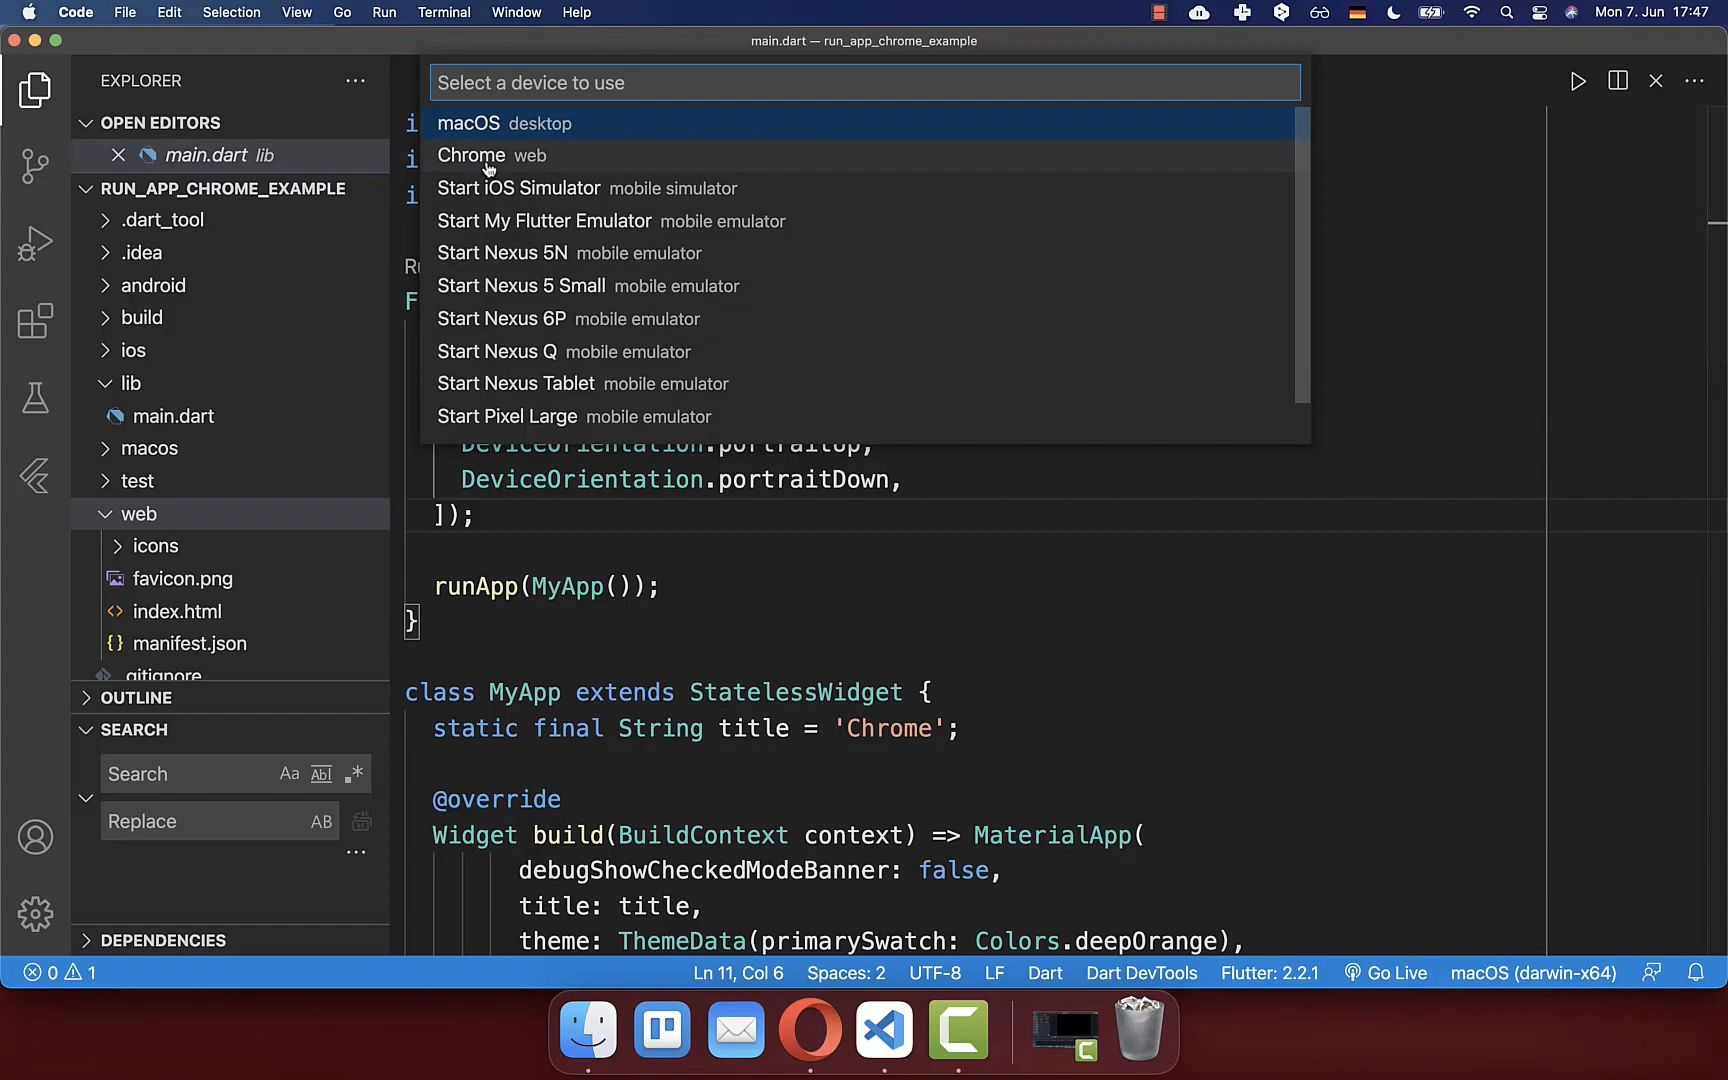 Code File Edit Selection View Go Run Terminal Window Help Mon 7. Jun 17:47
main.dart — run_app_chrome_example
EXPLORER
OPEN EDITORS
main.dart lib
RUN_APP_CHROME_EXAMPLE
.dart_tool
.idea
android
build
ios
lib
main.dart
macos
test
web
icons
favicon.png
index.html
manifest.json
.gitignore
OUTLINE
SEARCH
Search Aa Abl .*
Replace AB
DEPENDENCIES
Select a device to use
macOS desktop
Chrome web
Start iOS Simulator mobile simulator
Start My Flutter Emulator mobile emulator
Start Nexus 5N mobile emulator
Start Nexus 5 Small mobile emulator
Start Nexus 6P mobile emulator
Start Nexus Q mobile emulator
Start Nexus Tablet mobile emulator
Start Pixel Large mobile emulator
i
i
i
Ru
F
DeviceOrientation.portraitUp,
DeviceOrientation.portraitDown,
]);
runApp(MyApp());
}
class MyApp extends StatelessWidget {
static final String title = 'Chrome';
@override
Widget build(BuildContext context) => MaterialApp(
debugShowCheckedModeBanner: false,
title: title,
theme: ThemeData(primarySwatch: Colors.deepOrange),
0 1 Ln 11, Col 6 Spaces: 2 UTF-8 LF Dart Dart DevTools Flutter: 2.2.1 Go Live macOS (darwin-x64)